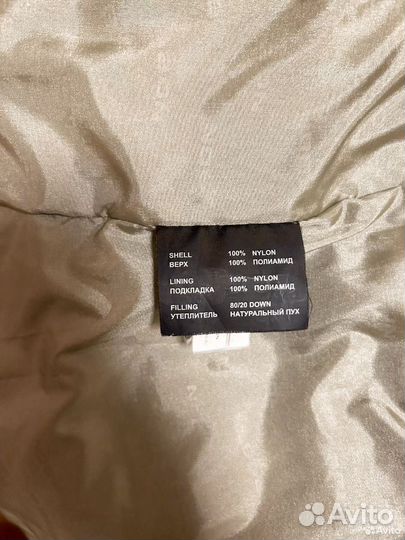 SHELL 100% NYLON
ВЕРХ 100% ПОЛИАМИД
LINING 100% NYLON
ПОДКЛАДКА 100% ПОЛИАМИД
FILLING 80/20 DOWN
УТЕПЛИТЕЛЬ НАТУРАЛЬНЫЙ ПУХ
Avito
Avito